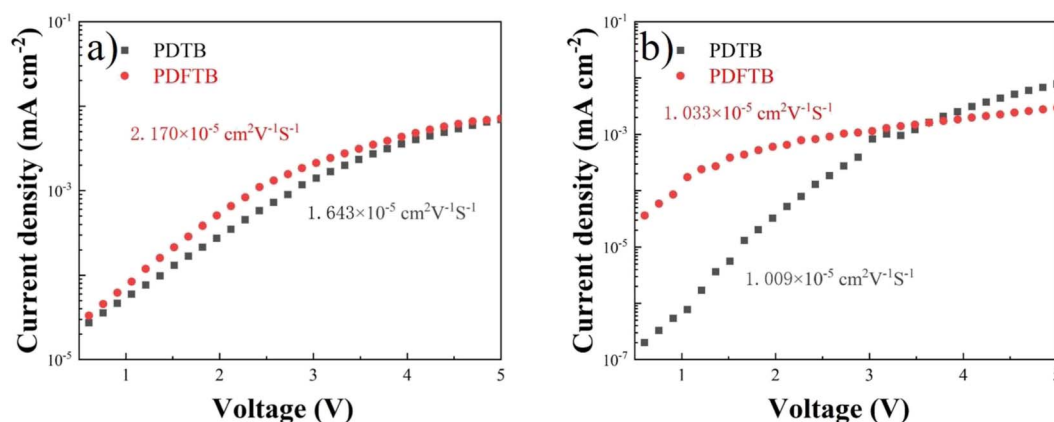 a)
PDTB
PDFTB
2.170×10⁻⁵ cm²V⁻¹S⁻¹
1.643×10⁻⁵ cm²V⁻¹S⁻¹
10⁻¹
10⁻³
10⁻⁵
Current density (mA cm⁻²)
1 2 3 4 5
Voltage (V)
b)
PDTB
PDFTB
1.033×10⁻⁵ cm²V⁻¹S⁻¹
1.009×10⁻⁵ cm²V⁻¹S⁻¹
10⁻¹
10⁻³
10⁻⁵
10⁻⁷
Current density (mA cm⁻²)
1 2 3 4
Voltage (V)